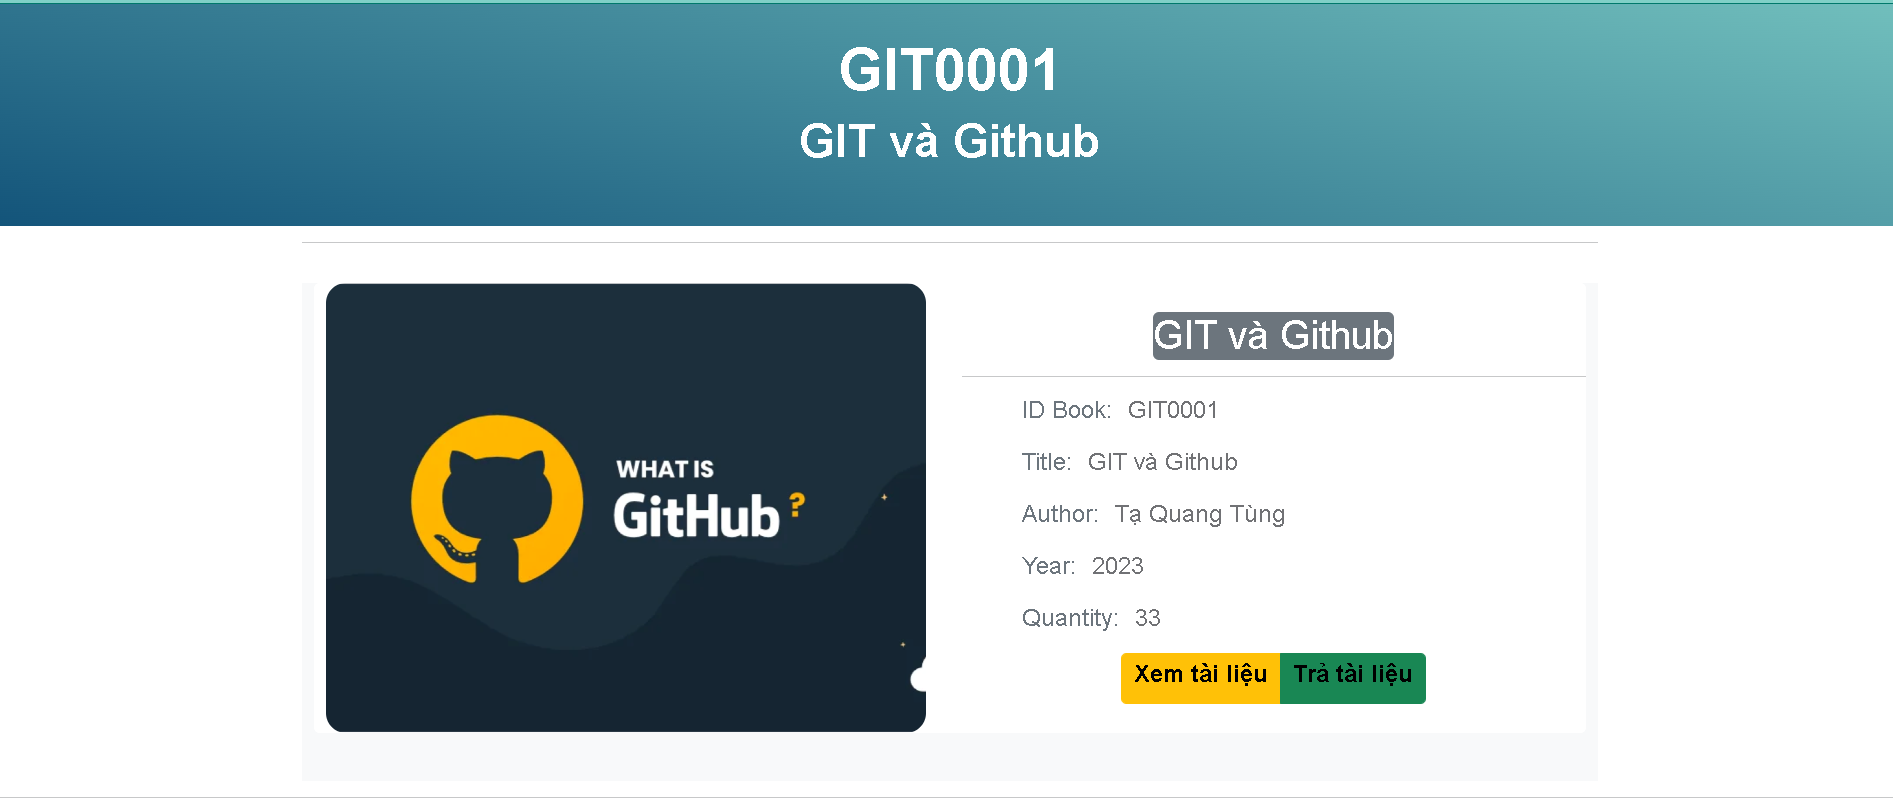 GIT0001
GIT và Github
WHAT IS
GitHub?
GIT và Github
ID Book: GIT0001
Title: GIT và Github
Author: Tạ Quang Tùng
Year: 2023
Quantity: 33
Xem tài liệu Trả tài liệu